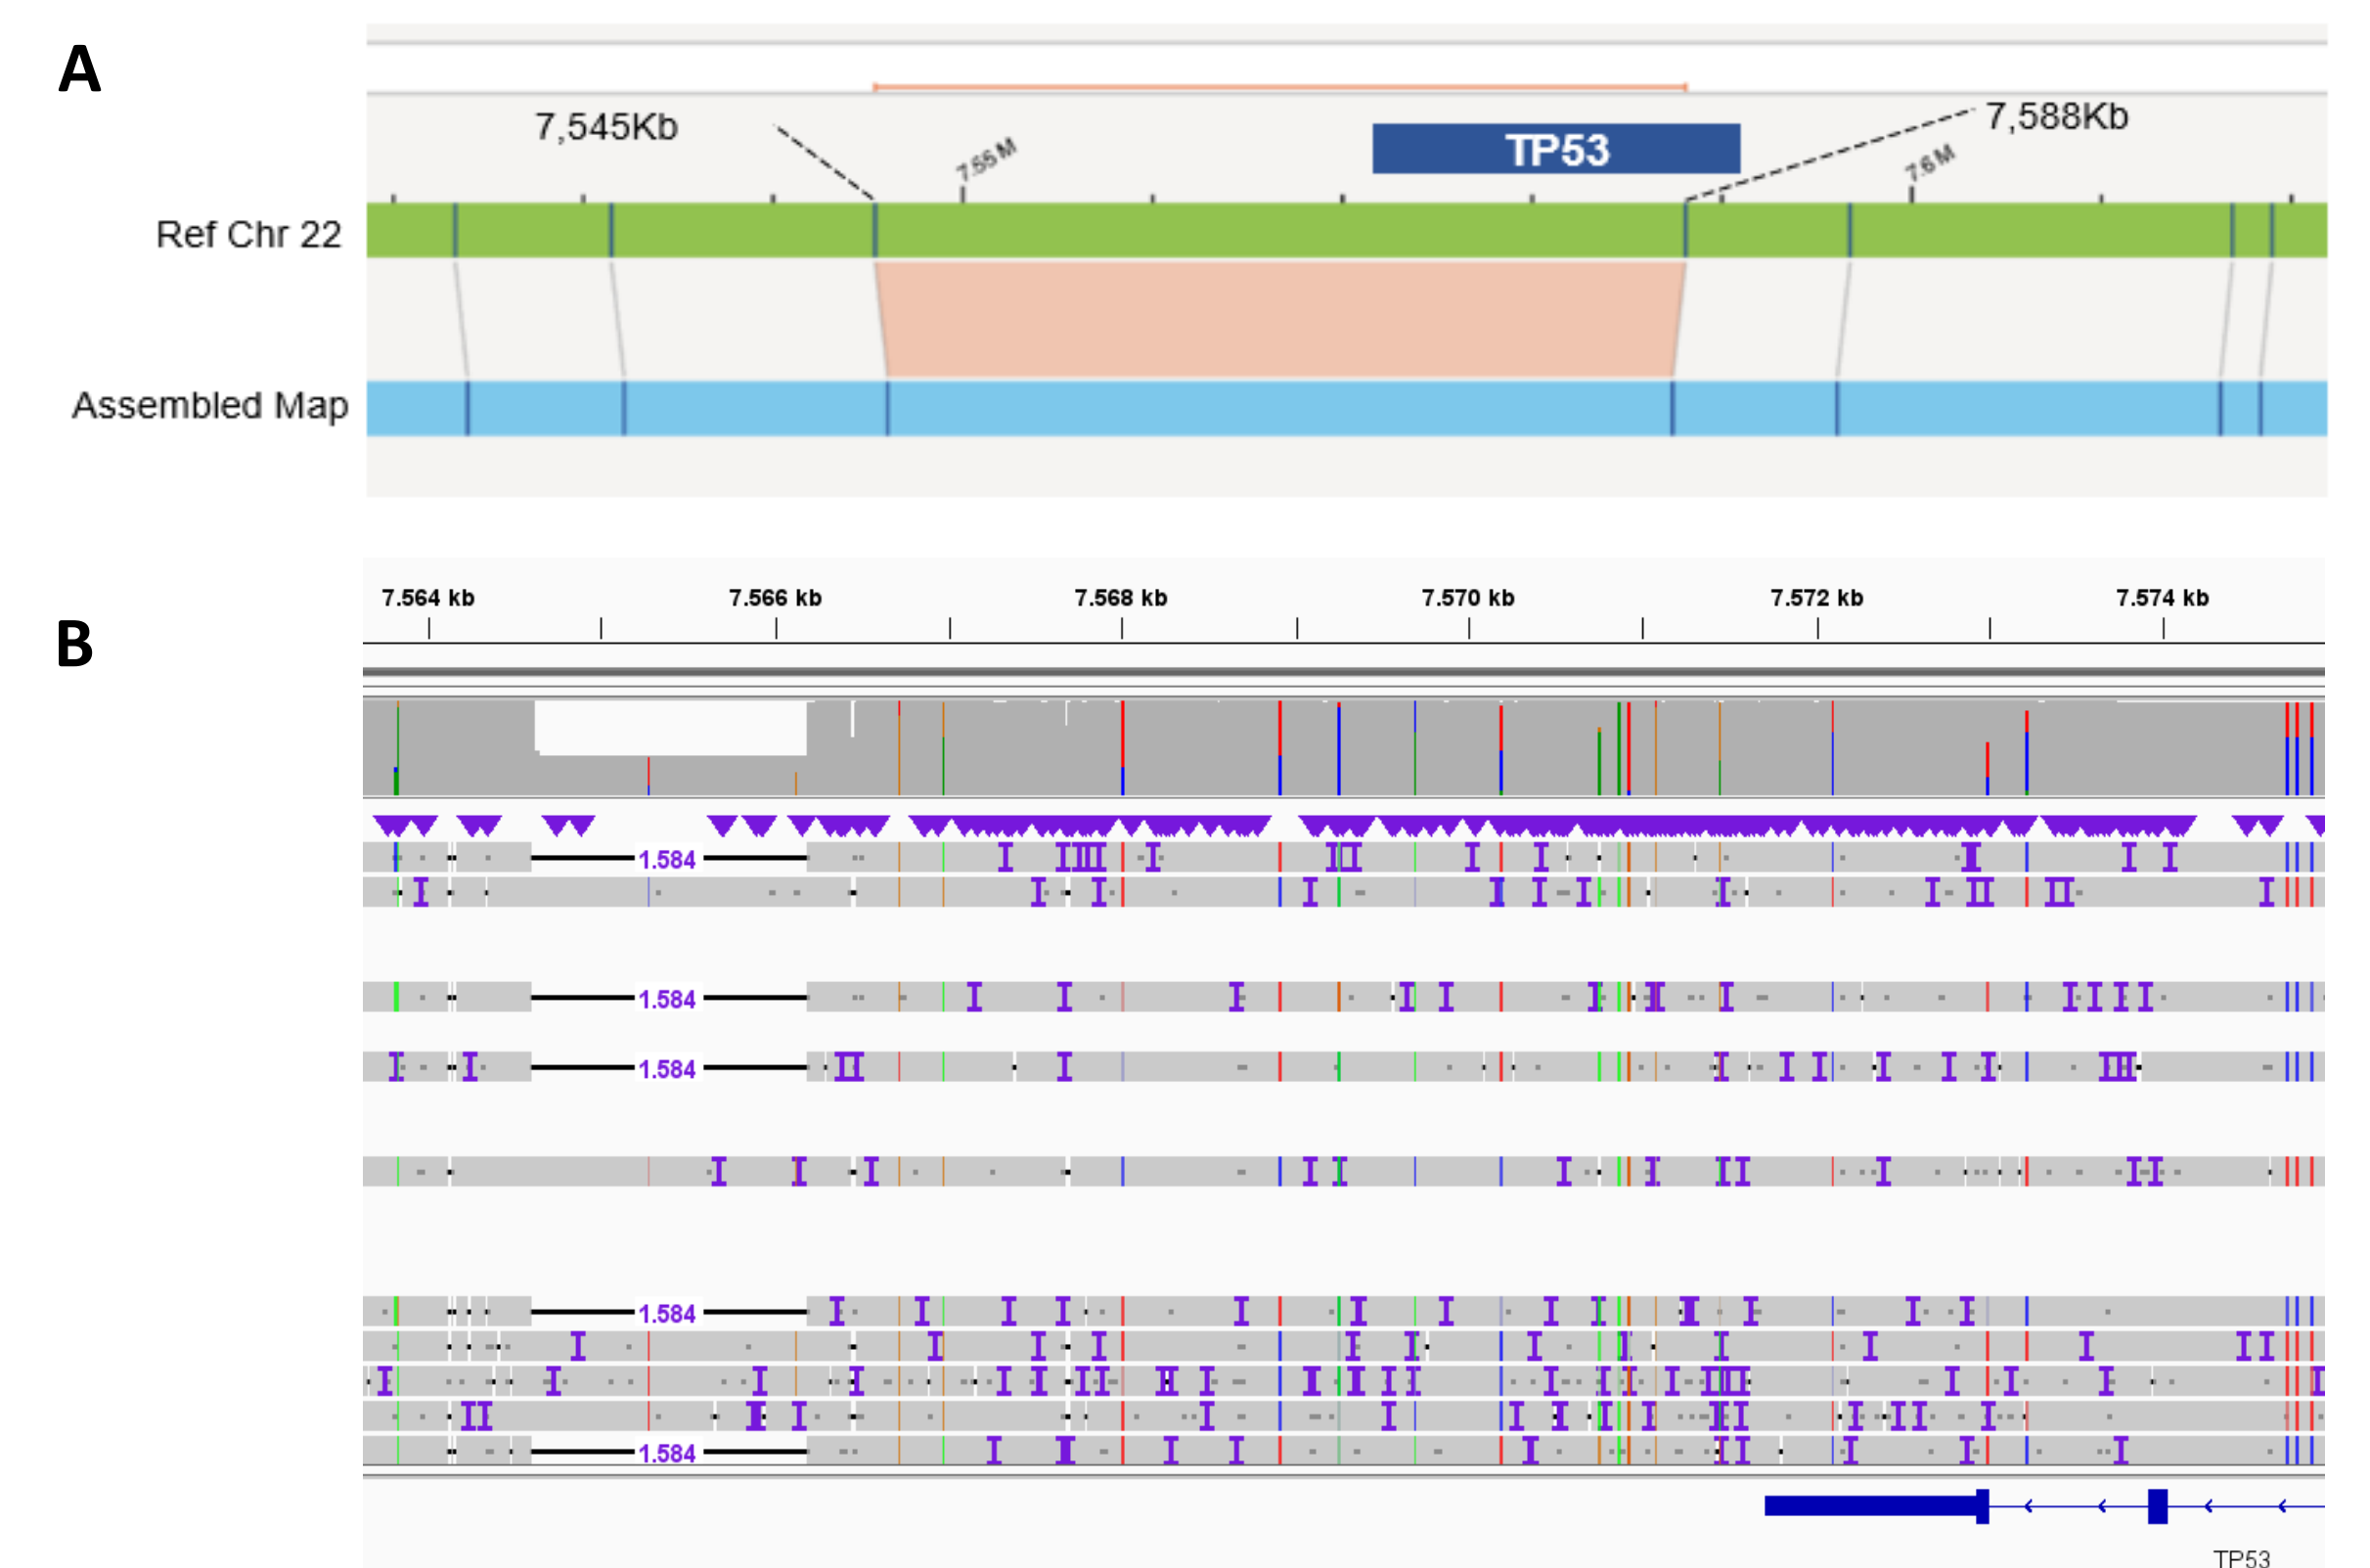 A
7,545Kb
7.55 M
TP53
7.6 M
7,588Kb
Ref Chr 22
Assembled Map
B
7.564 kb 7.566 kb 7.568 kb 7.570 kb 7.572 kb 7.574 kb
1.584
1.584
1.584
1.584
1.584
TP53